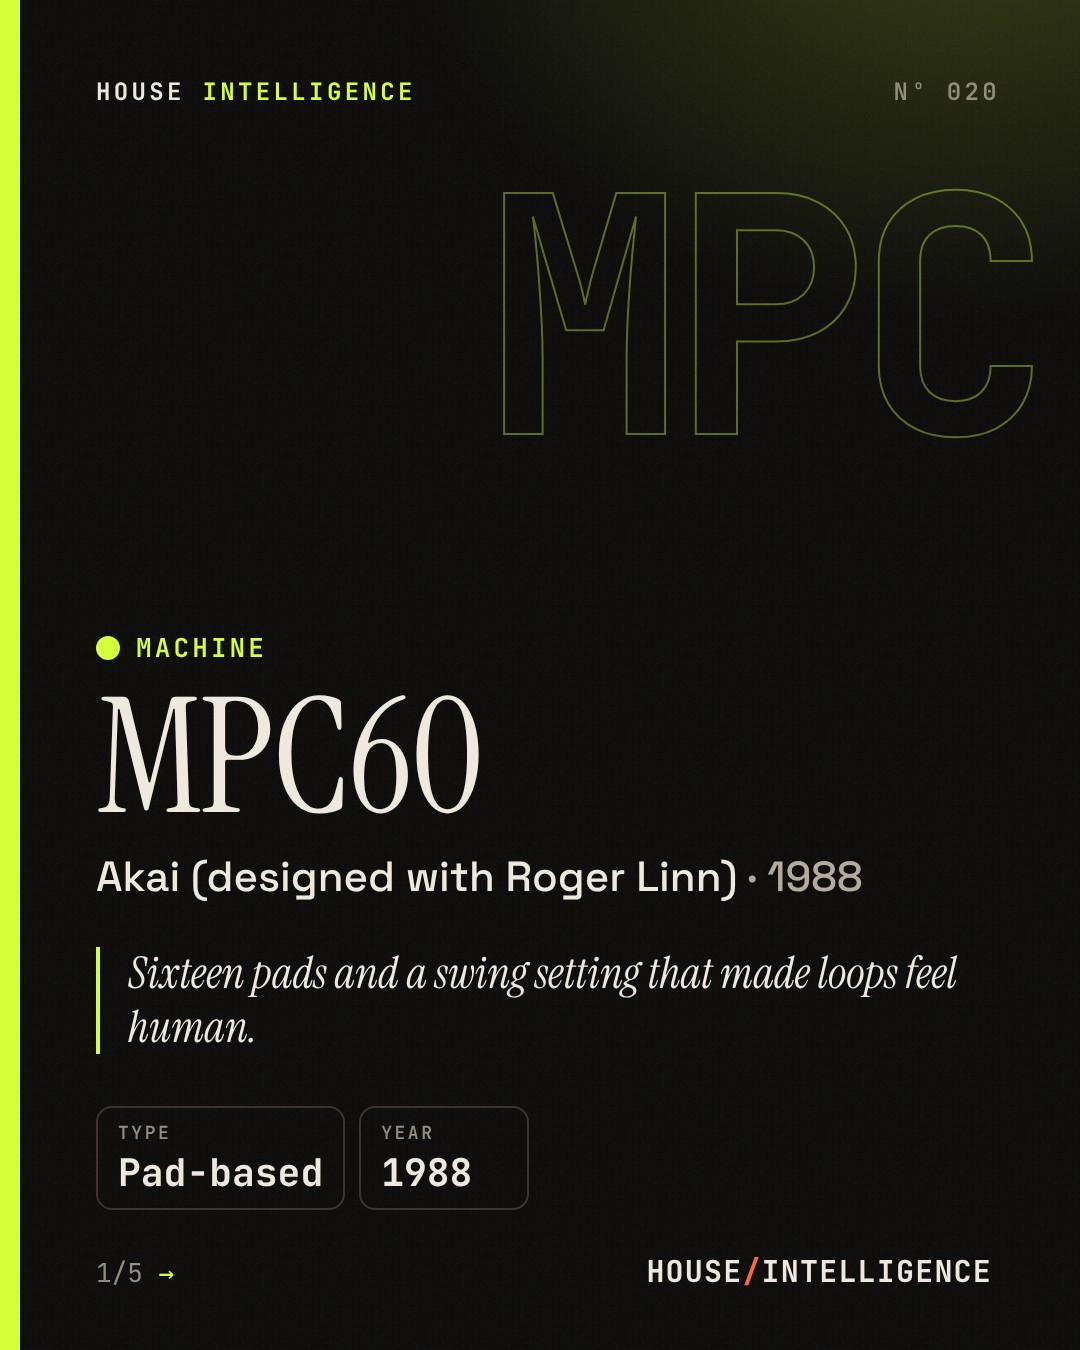 HOUSE INTELLIGENCE
N° 020
MPC
MACHINE
MPC60
Akai (designed with Roger Linn) · 1988
Sixteen pads and a swing setting that made loops feel
human.
TYPE
Pad-based
YEAR
1988
1/5 →
HOUSE/INTELLIGENCE